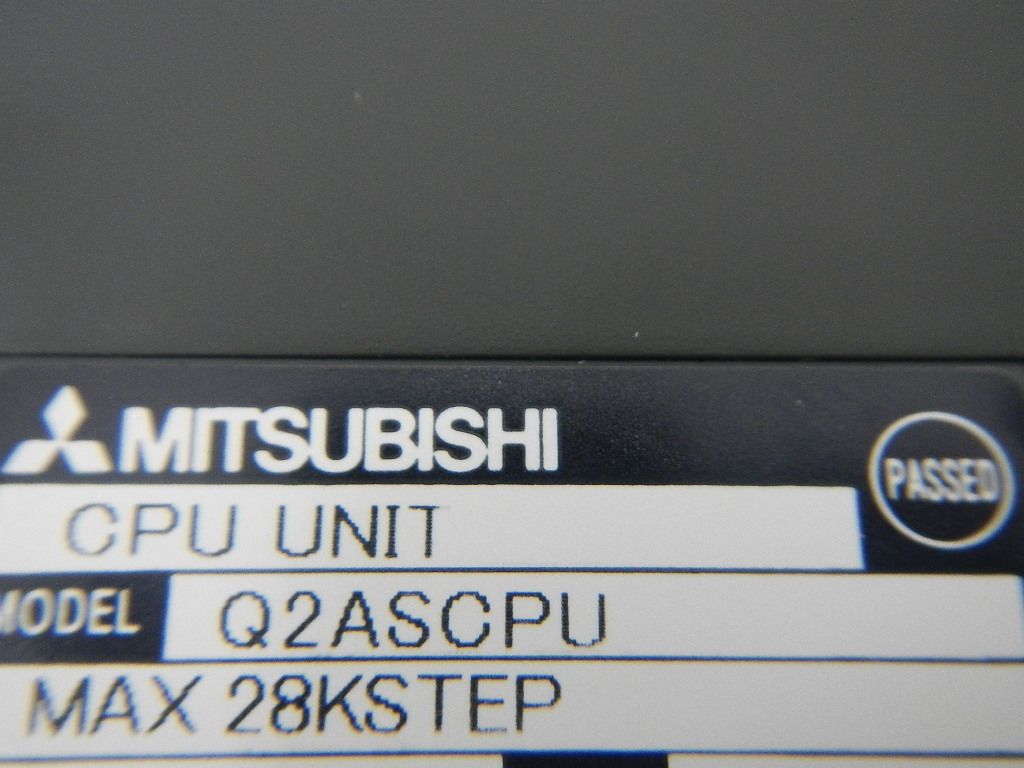 MITSUBISHI
PASSED
CPU UNIT
MODEL Q2ASCPU
MAX 28KSTEP